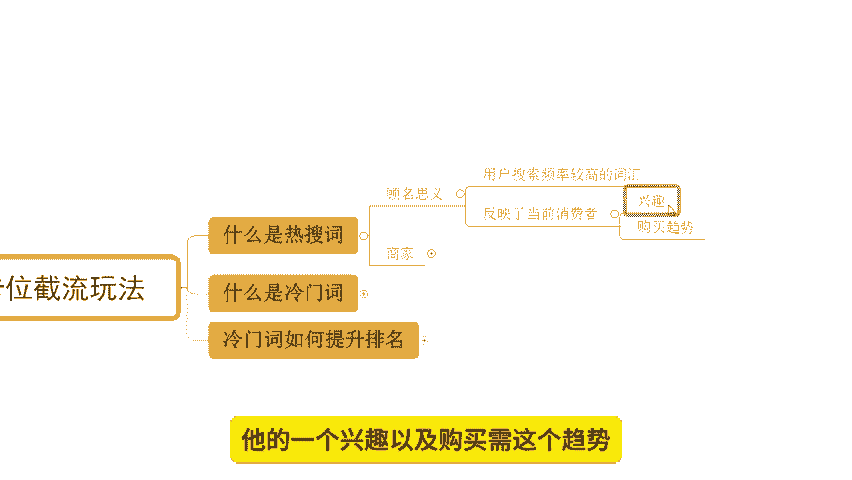 用户搜索频率较高的词汇
顾名思义
兴趣
反映了当前消费者
购买趋势
什么是热搜词
商家
位截流玩法
什么是冷门词
冷门词如何提升排名
他的一个兴趣以及购买需这个趋势